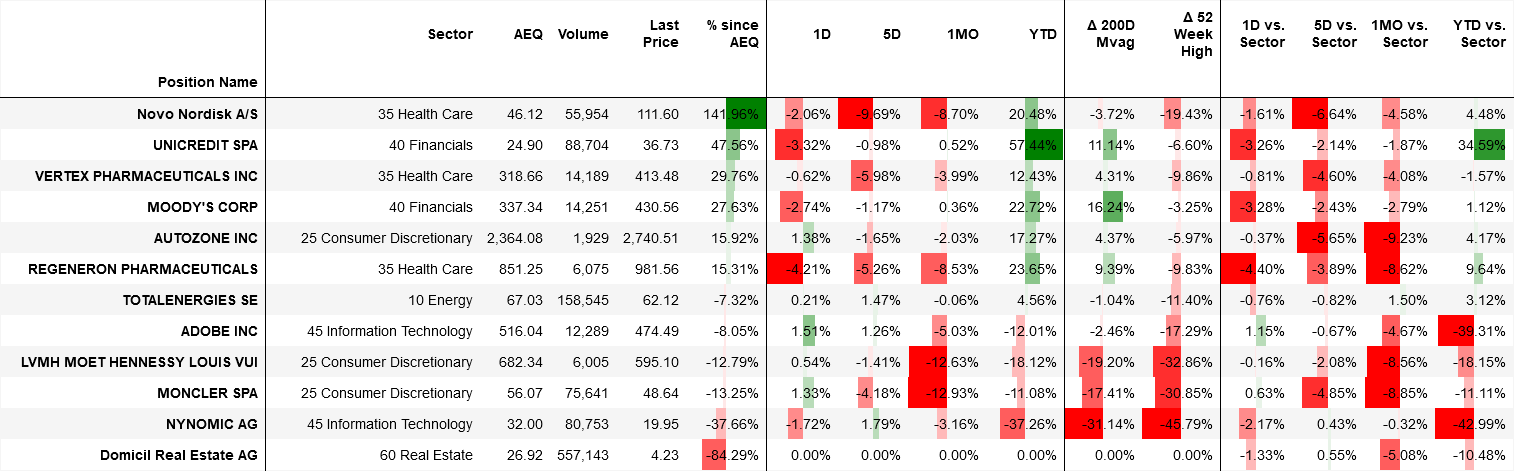 Position Name Sector AEQ Volume Last Price % since AEQ 1D 5D 1MO YTD Δ 200D Mvag Δ 52 Week High 1D vs. Sector 5D vs. Sector 1MO vs. Sector YTD vs. Sector
Novo Nordisk A/S 35 Health Care 46.12 55,954 111.60 141.96% -2.06% -9.69% -8.70% 20.48% -3.72% -19.43% -1.61% -6.64% -4.58% 4.48%
UNICREDIT SPA 40 Financials 24.90 88,704 36.73 47.56% -3.32% -0.98% 0.52% 57.44% 11.14% -6.60% -3.26% -2.14% -1.87% 34.59%
VERTEX PHARMACEUTICALS INC 35 Health Care 318.66 14,189 413.48 29.76% -0.62% -5.98% -3.99% 12.43% 4.31% -9.86% -0.81% -4.60% -4.08% -1.57%
MOODY'S CORP 40 Financials 337.34 14,251 430.56 27.63% -2.74% -1.17% 0.36% 22.72% 16.24% -3.25% -3.28% -2.43% -2.79% 1.12%
AUTOZONE INC 25 Consumer Discretionary 2,364.08 1,929 2,740.51 15.92% 1.38% -1.65% -2.03% 17.27% 4.37% -5.97% -0.37% -5.65% -9.23% 4.17%
REGENERON PHARMACEUTICALS 35 Health Care 851.25 6,075 981.56 15.31% -4.21% -5.26% -8.53% 23.65% 9.39% -9.83% -4.40% -3.89% -8.62% 9.64%
TOTALENERGIES SE 10 Energy 67.03 158,545 62.12 -7.32% 0.21% 1.47% -0.06% 4.56% -1.04% -11.40% -0.76% -0.82% 1.50% 3.12%
ADOBE INC 45 Information Technology 516.04 12,289 474.49 -8.05% 1.51% 1.26% -5.03% -12.01% -2.46% -17.29% 1.15% -0.67% -4.67% -39.31%
LVMH MOET HENNESSY LOUIS VUI 25 Consumer Discretionary 682.34 6,005 595.10 -12.79% 0.54% -1.41% -12.63% -18.12% -19.20% -32.86% -0.16% -2.08% -8.56% -18.15%
MONCLER SPA 25 Consumer Discretionary 56.07 75,641 48.64 -13.25% 1.33% -4.18% -12.93% -11.08% -17.41% -30.85% 0.63% -4.85% -8.85% -11.11%
NYNOMIC AG 45 Information Technology 32.00 80,753 19.95 -37.66% -1.72% 1.79% -3.16% -37.26% -31.14% -45.79% -2.17% 0.43% -0.32% -42.99%
Domicil Real Estate AG 60 Real Estate 26.92 557,143 4.23 -84.29% 0.00% 0.00% 0.00% 0.00% 0.00% 0.00% -1.33% 0.55% -5.08% -10.48%